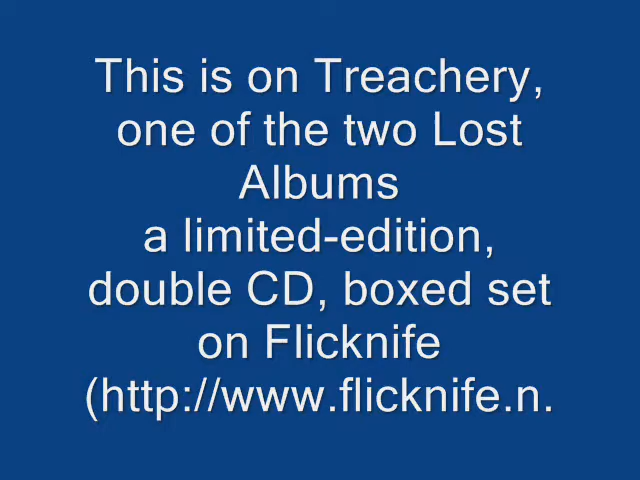 This is on Treachery,
one of the two Lost
Albums
a limited-edition,
double CD, boxed set
on Flicknife
(http://www.flicknife.n.